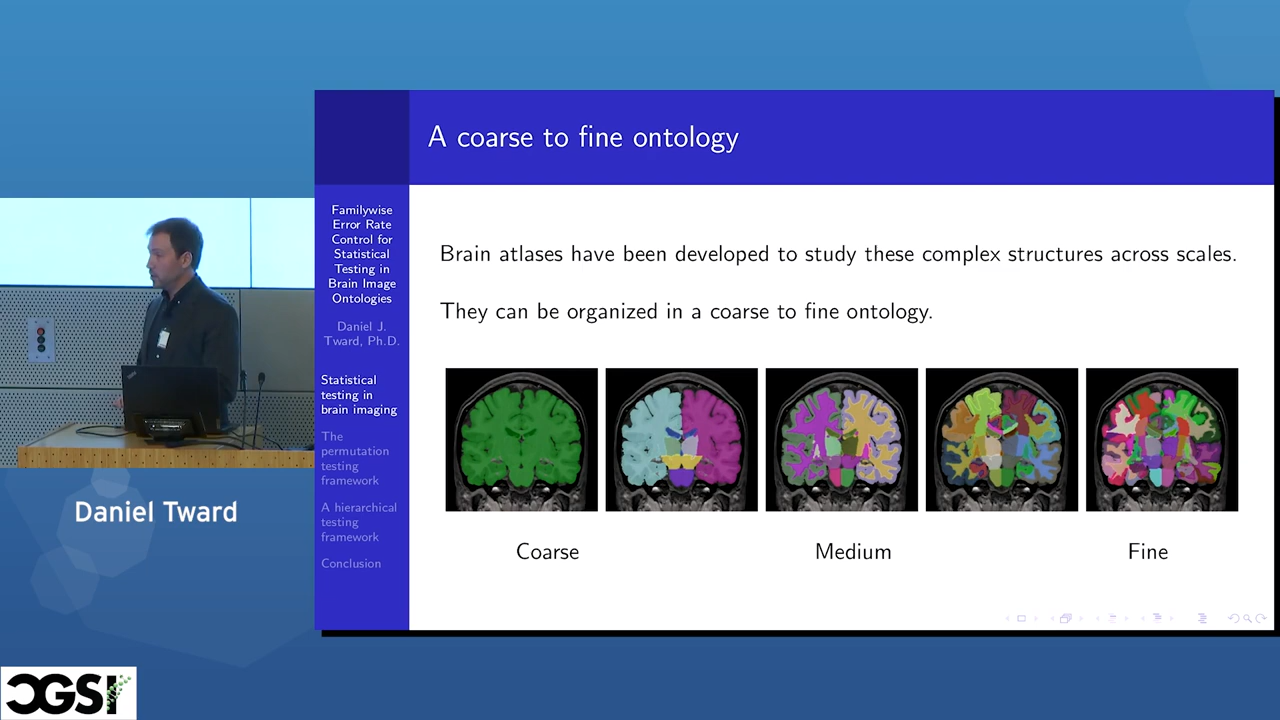 A coarse to fine ontology
Familywise
Error Rate
Control for
Statistical
Testing in
Brain Image
Ontologies
Daniel J.
Tward, Ph.D.
Statistical
testing in
brain imaging
The
permutation
testing
framework
A hierarchical
testing
framework
Conclusion
Brain atlases have been developed to study these complex structures across scales.
They can be organized in a coarse to fine ontology.
Coarse
Medium
Fine
Daniel Tward
CGSI